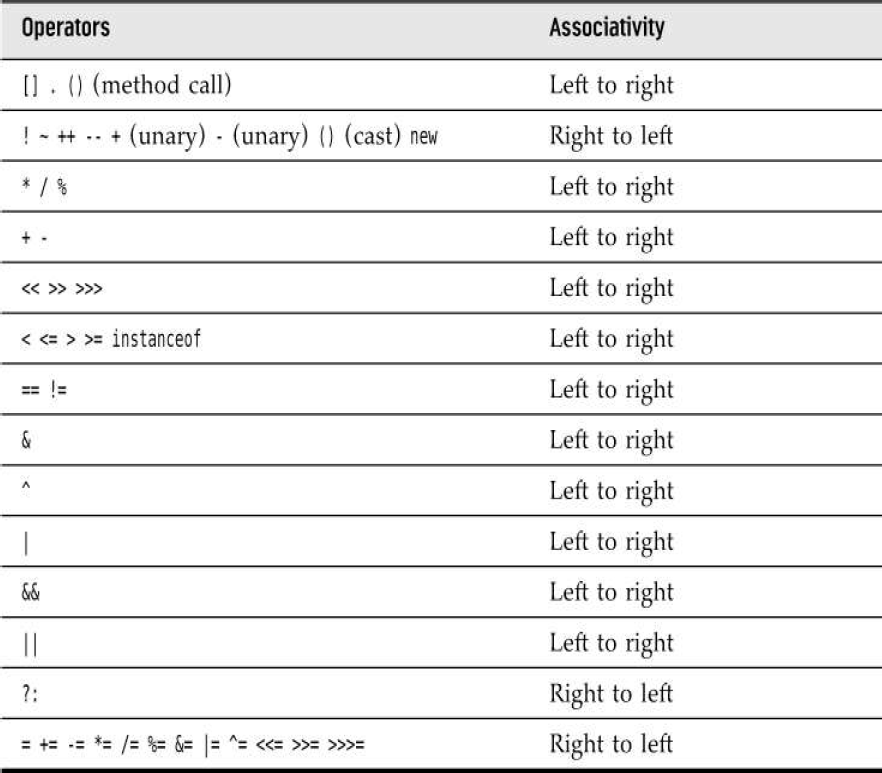 Operators Associativity
[] . () (method call) Left to right
! ~ ++ -- + (unary) - (unary) () (cast) new Right to left
* / % Left to right
+ - Left to right
<< >> >>> Left to right
< <= > >= instanceof Left to right
== != Left to right
& Left to right
^ Left to right
| Left to right
&& Left to right
|| Left to right
?: Right to left
= += -= *= /= %= &= |= ^= <<= >>= >>>= Right to left